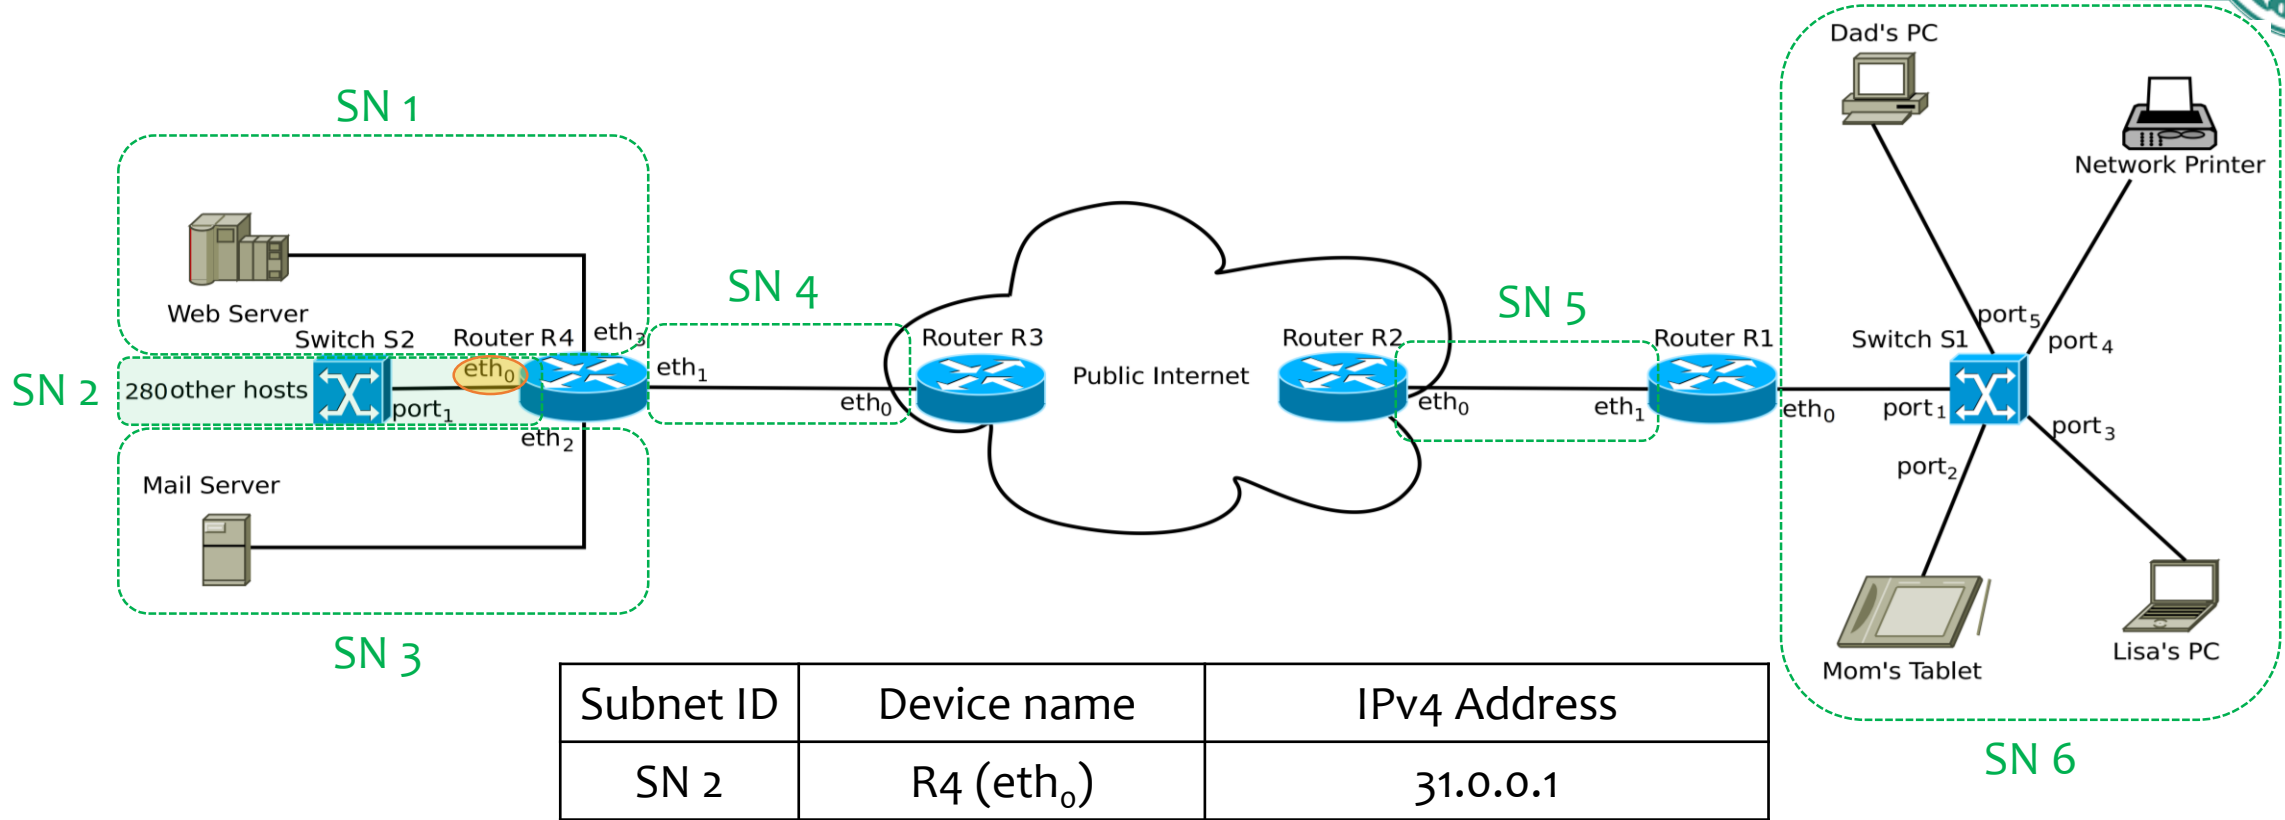 Dad's PC
Network Printer
SN 1
Web Server
Switch S2
Router R4
eth3
SN 4
SN 5
Router R3
Router R2
Router R1
Switch S1
port5
port4
SN 2
280 other hosts
eth0
eth1
Public Internet
port1
eth0
eth0
eth1
eth0
port1
port3
eth2
port2
Mail Server
SN 3
Mom's Tablet
Lisa's PC
SN 6
Subnet ID
Device name
IPv4 Address
SN 2
R4 (eth0)
31.0.0.1